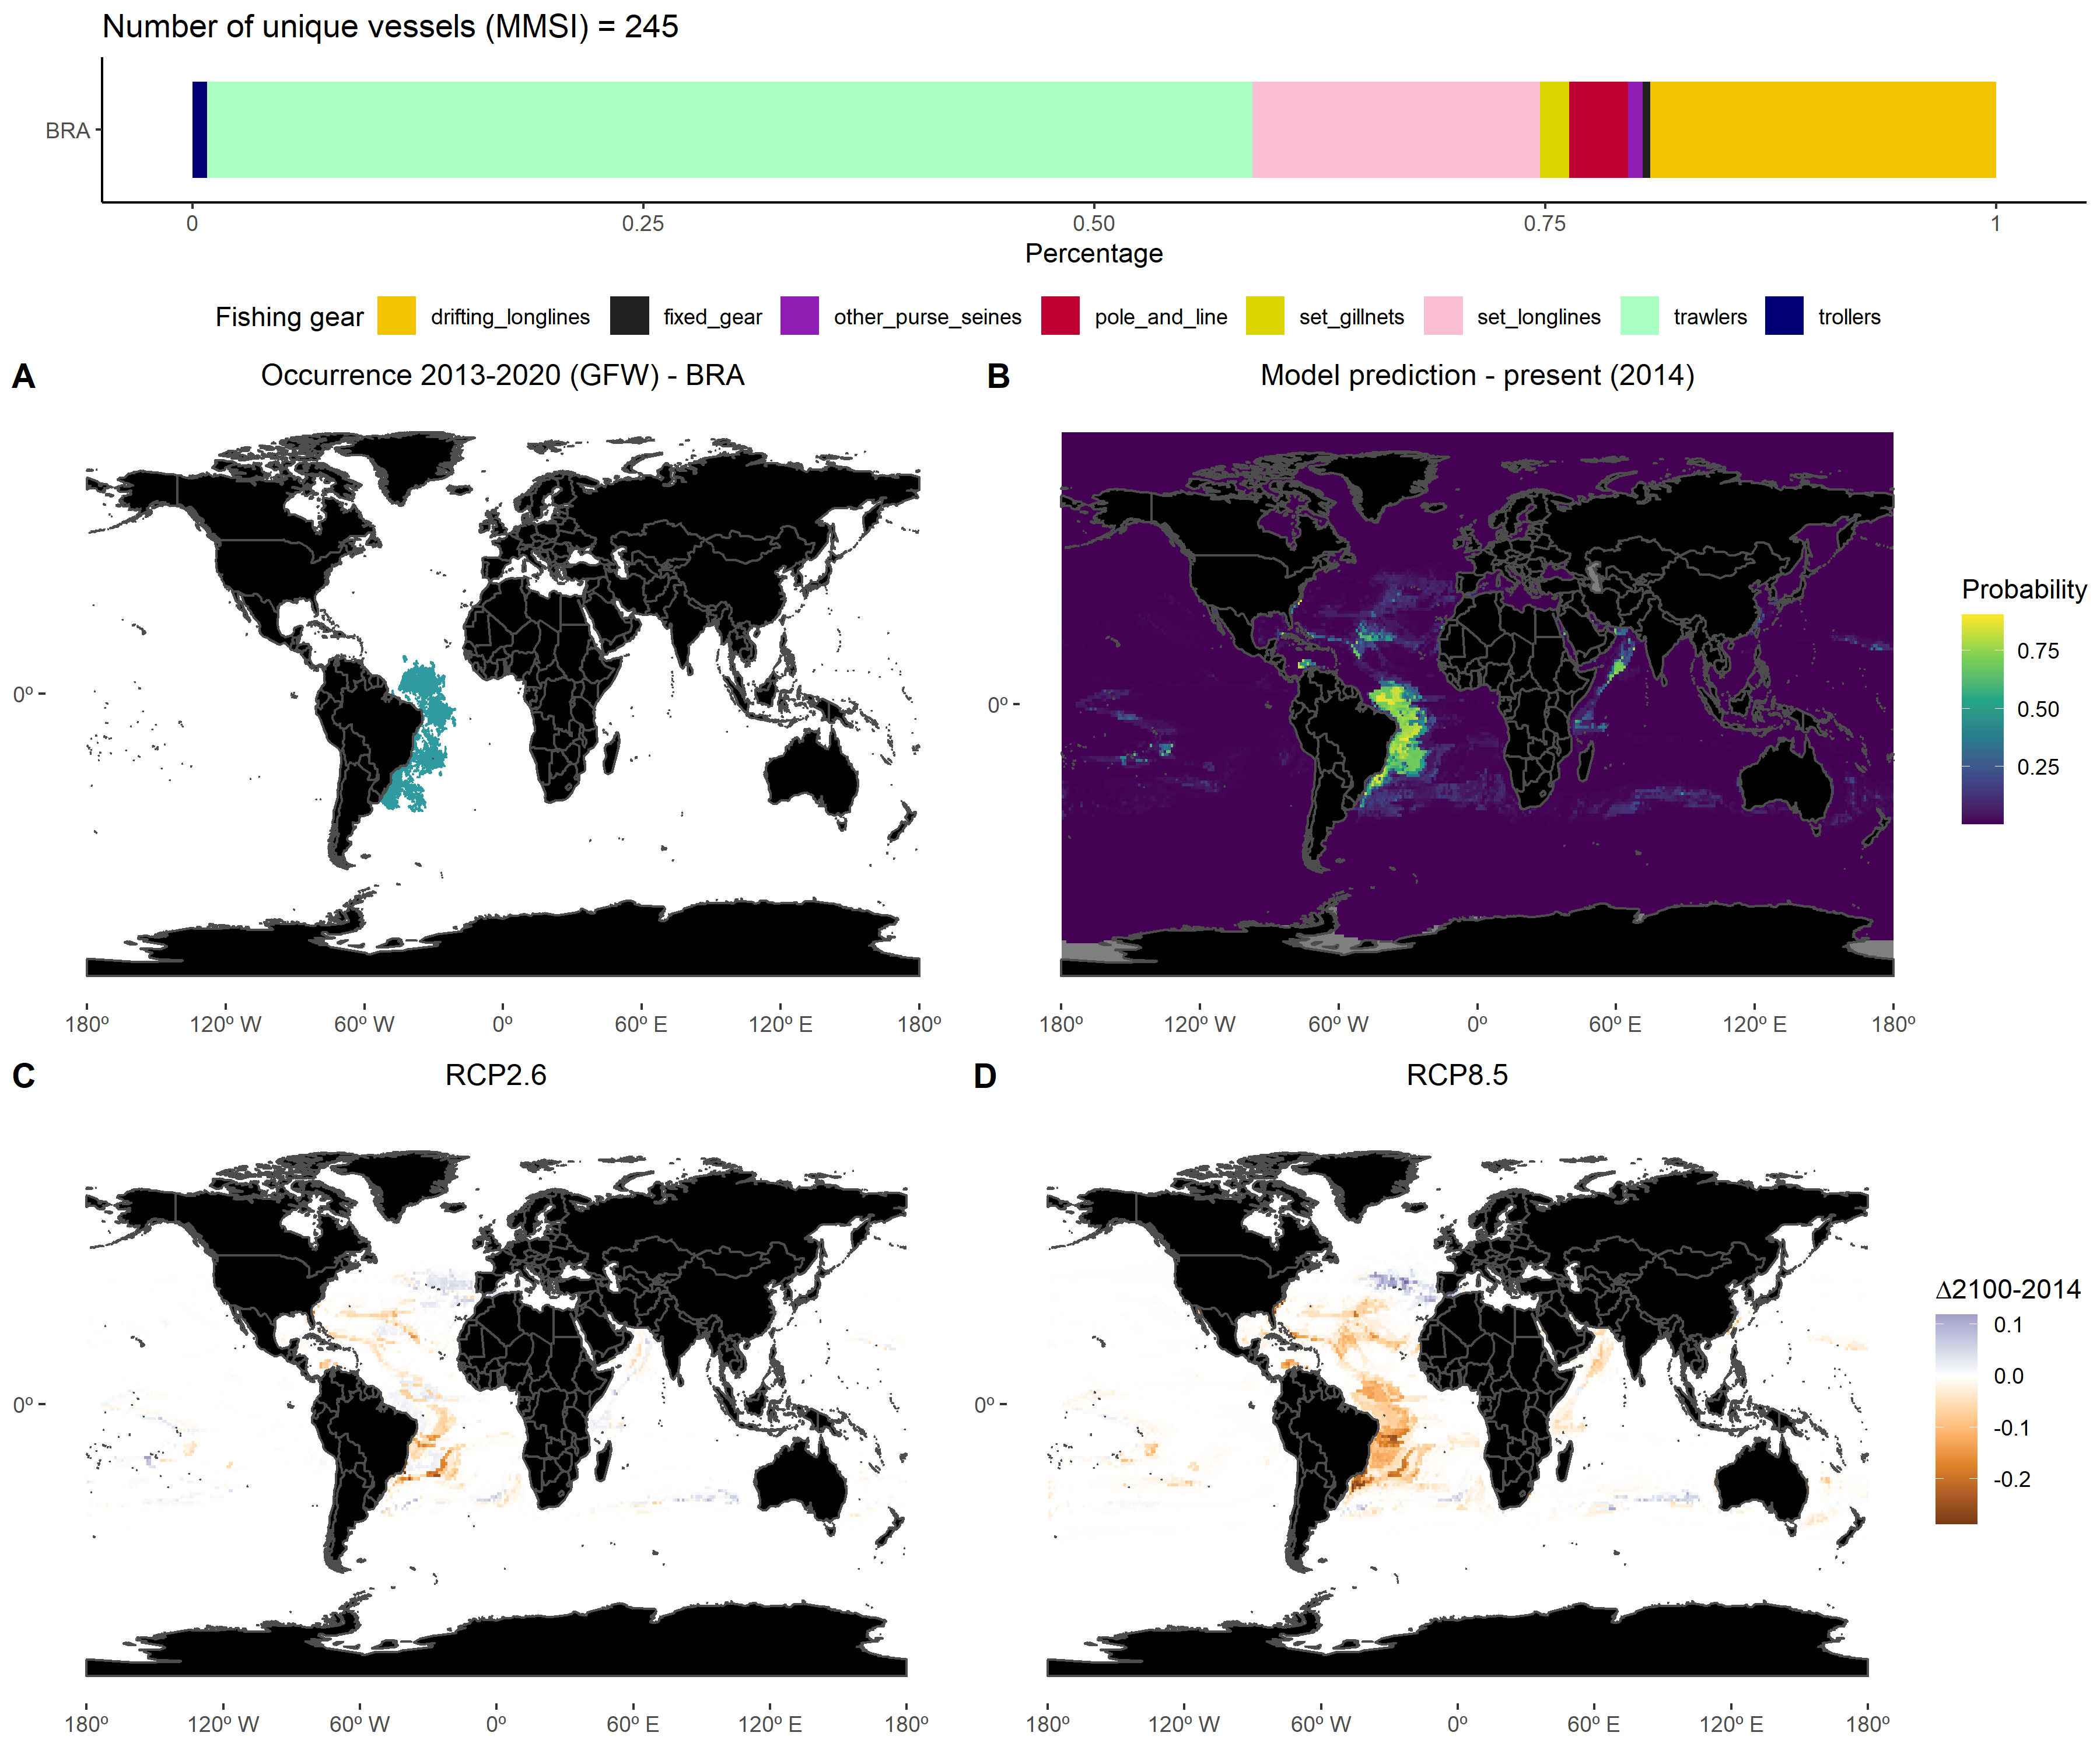 Number of unique vessels (MMSI) = 245
BRA
0 0.25 0.50 0.75 1
Percentage
Fishing gear drifting_longlines fixed_gear other_purse_seines pole_and_line set_gillnets set_longlines trawlers trollers
A Occurrence 2013-2020 (GFW) - BRA
0º
180º 120º W 60º W 0º 60º E 120º E 180º
B Model prediction - present (2014)
0º
180º 120º W 60º W 0º 60º E 120º E 180º
Probability
0.75
0.50
0.25
C RCP2.6
0º
180º 120º W 60º W 0º 60º E 120º E 180º
D RCP8.5
0º
180º 120º W 60º W 0º 60º E 120º E 180º
Δ2100-2014
0.1
0.0
-0.1
-0.2